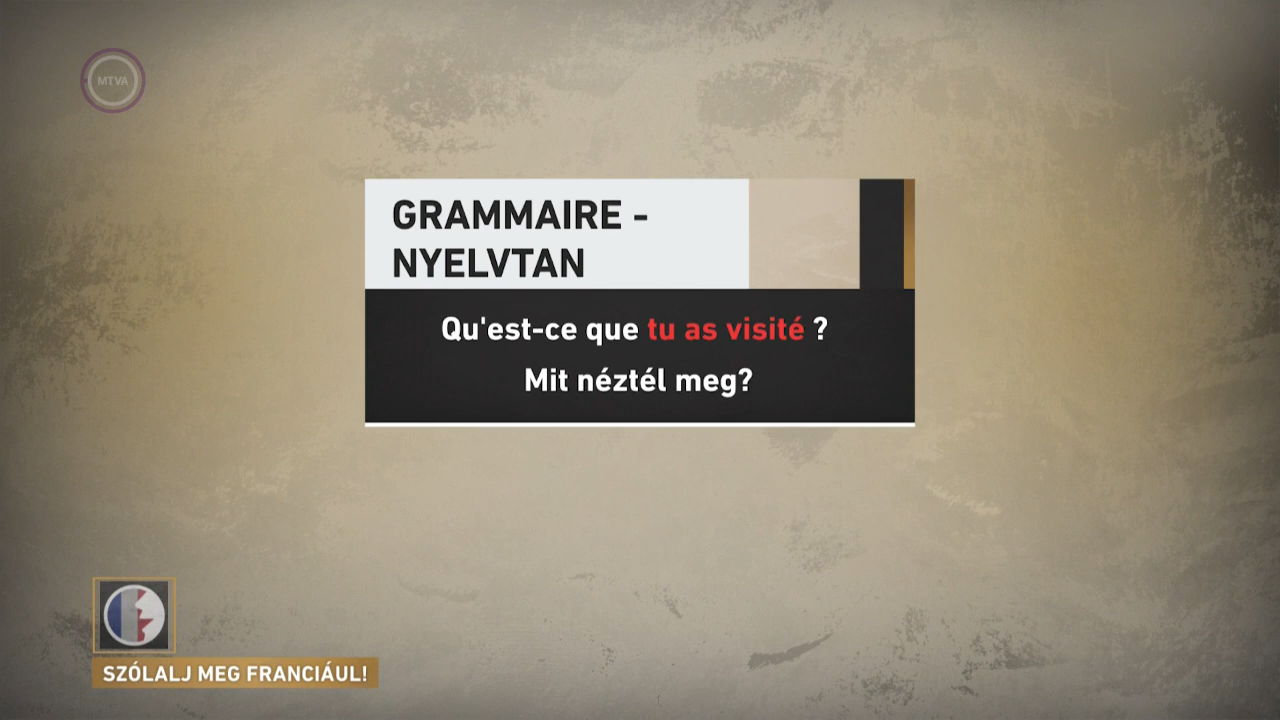 MTVA
GRAMMAIRE -
NYELVTAN
Qu'est-ce que tu as visité ?
Mit néztél meg?
SZÓLALJ MEG FRANCIÁUL!